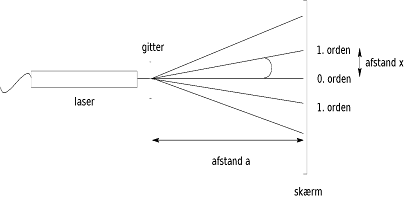 gitter
1. orden
afstand x
0. orden
laser
1. orden
afstand a
skærm